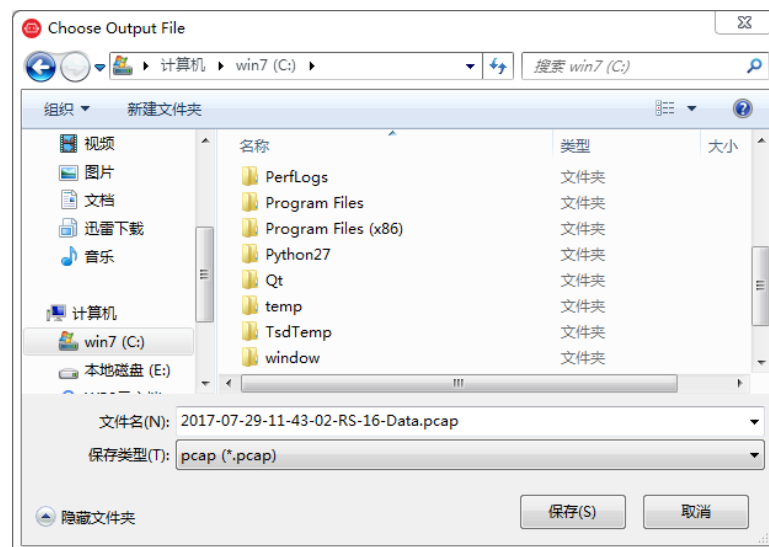 Choose Output File
计算机 win7 (C:) 搜索 win7 (C:)
组织 新建文件夹
视频
图片
文档
迅雷下载
音乐
计算机
win7 (C:)
本地磁盘 (E:)
名称 类型 大小
PerfLogs 文件夹
Program Files 文件夹
Program Files (x86) 文件夹
Python27 文件夹
Qt 文件夹
temp 文件夹
TsdTemp 文件夹
window 文件夹
文件名(N): 2017-07-29-11-43-02-RS-16-Data.pcap
保存类型(T): pcap (*.pcap)
隐藏文件夹 保存(S) 取消